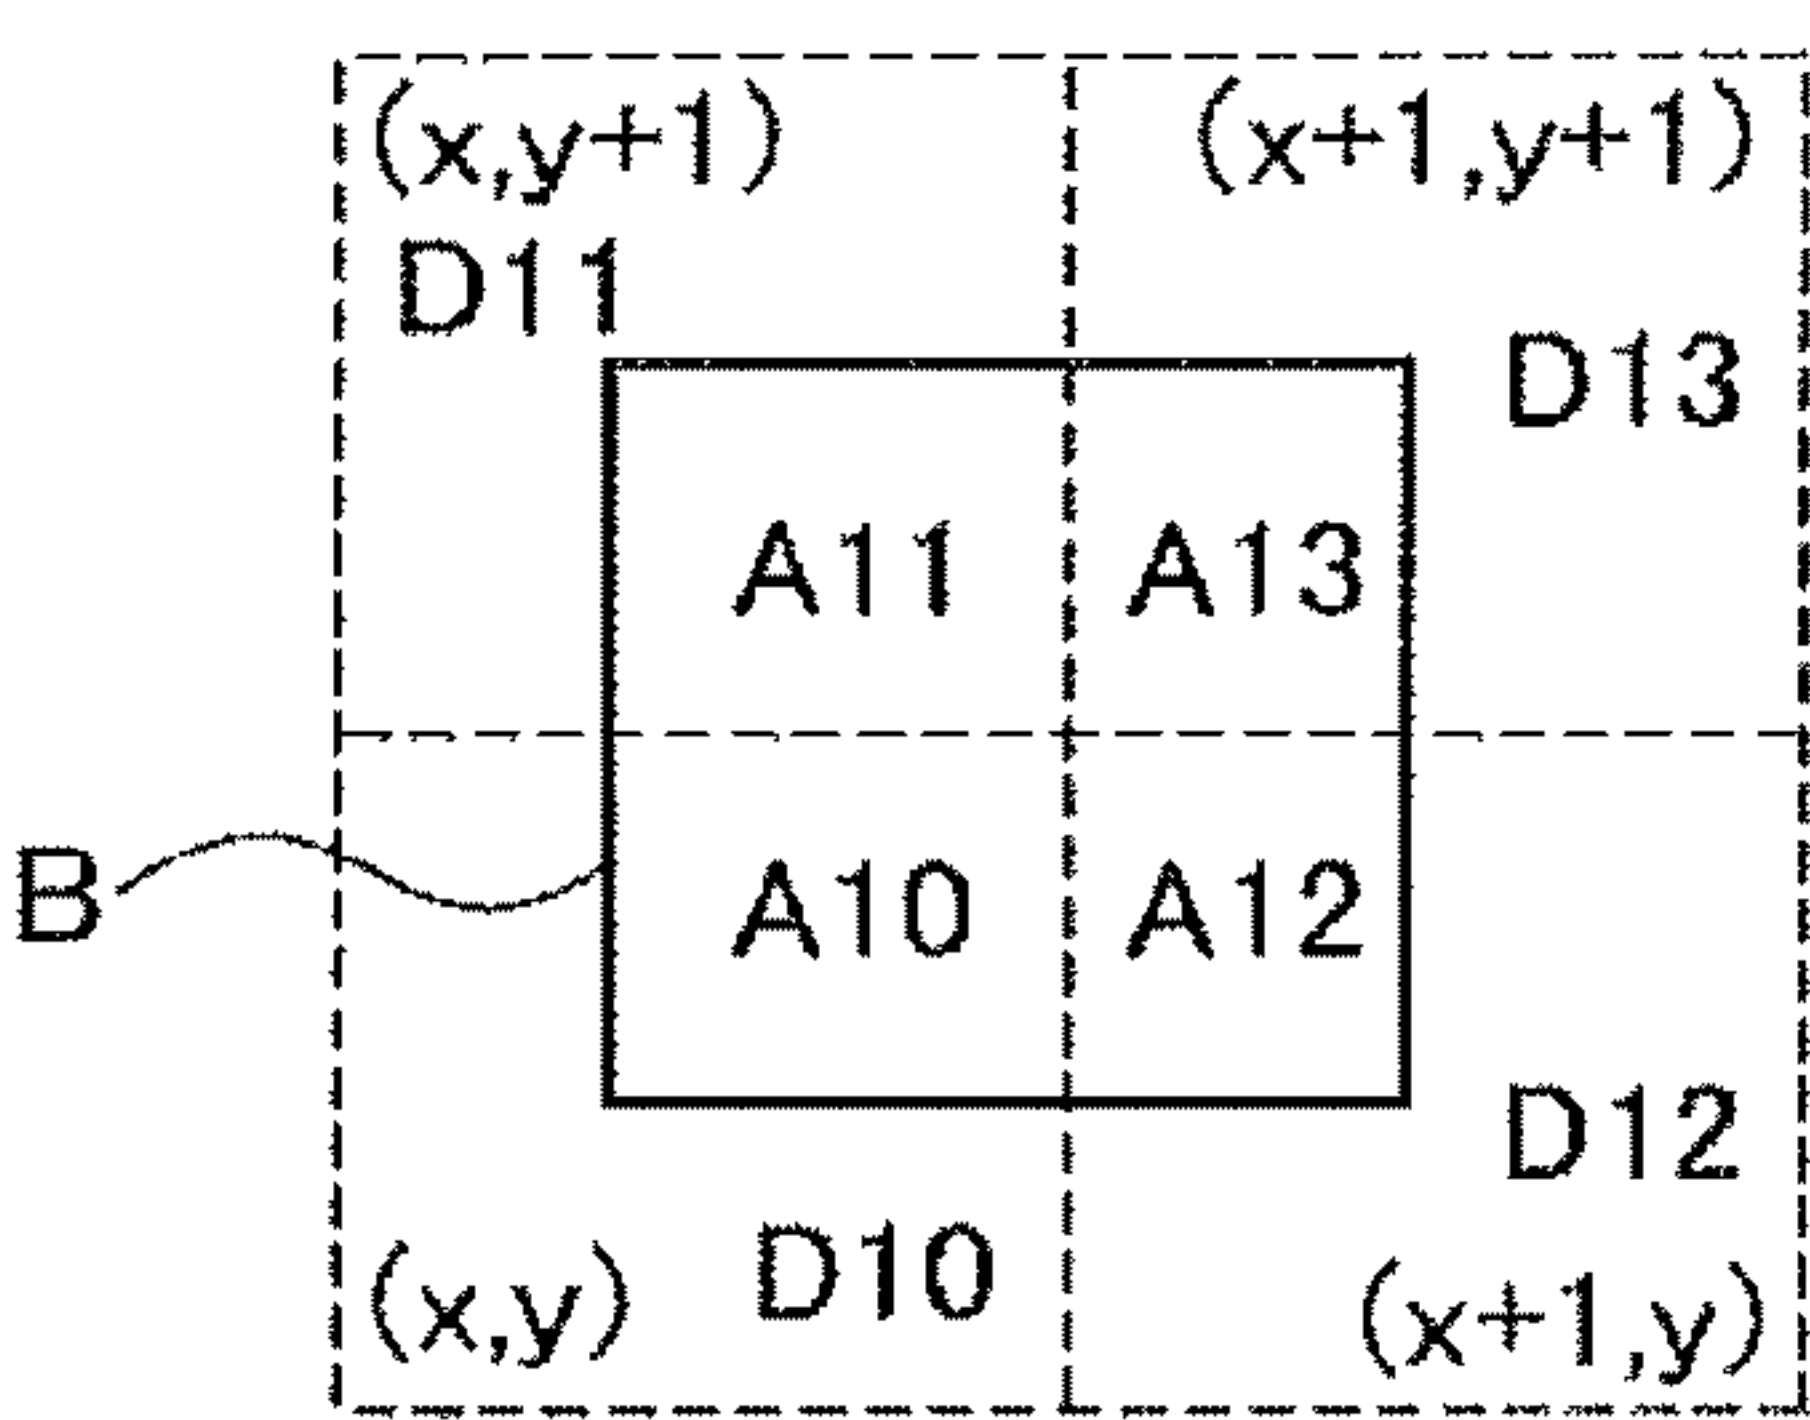 (x,y+1) (x+1,y+1)
D11
D13
A11 A13
B
A10 A12
D12
D10
(x,y) (x+1,y)